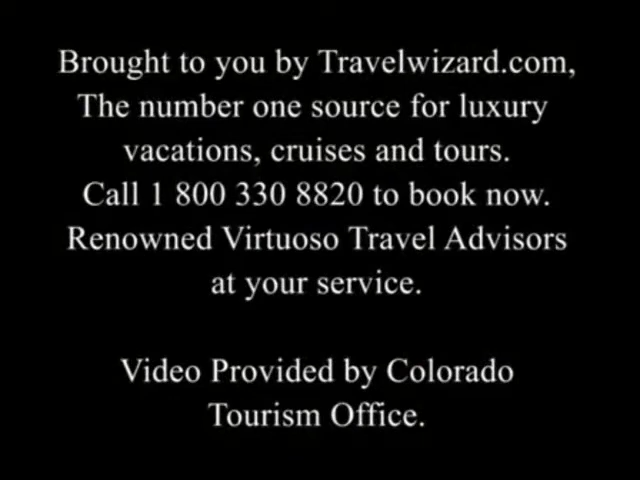 Brought to you by Travelwizard.com,
The number one source for luxury
vacations, cruises and tours.
Call 1 800 330 8820 to book now.
Renowned Virtuoso Travel Advisors
at your service.
Video Provided by Colorado
Tourism Office.